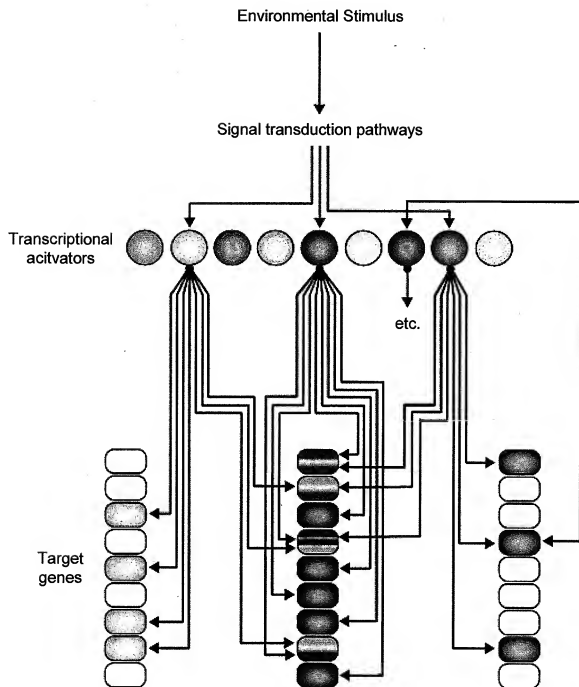 Environmental Stimulus
Signal transduction pathways
Transcriptional
acitvators
etc.
Target
genes